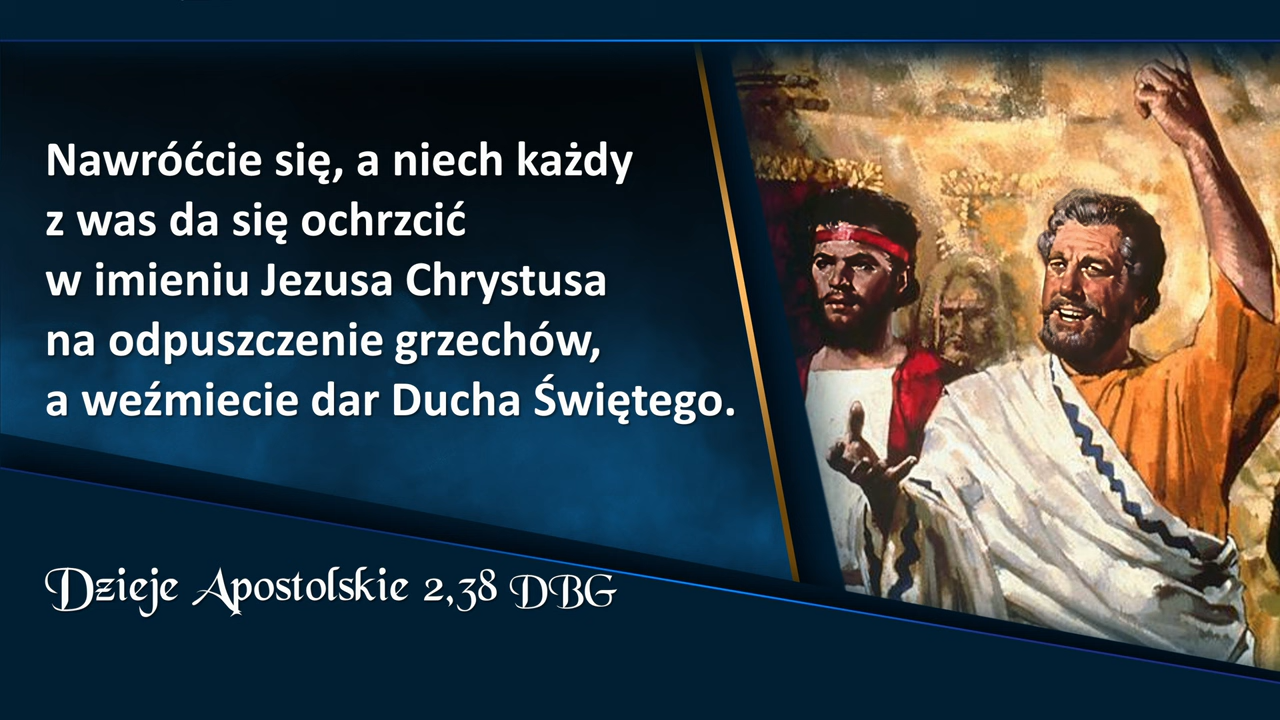 Nawróćcie się, a niech każdy
z was da się ochrzcić
w imieniu Jezusa Chrystusa
na odpuszczenie grzechów,
a weźmiecie dar Ducha Świętego.
Dzieje Apostolskie 2,38 DBG